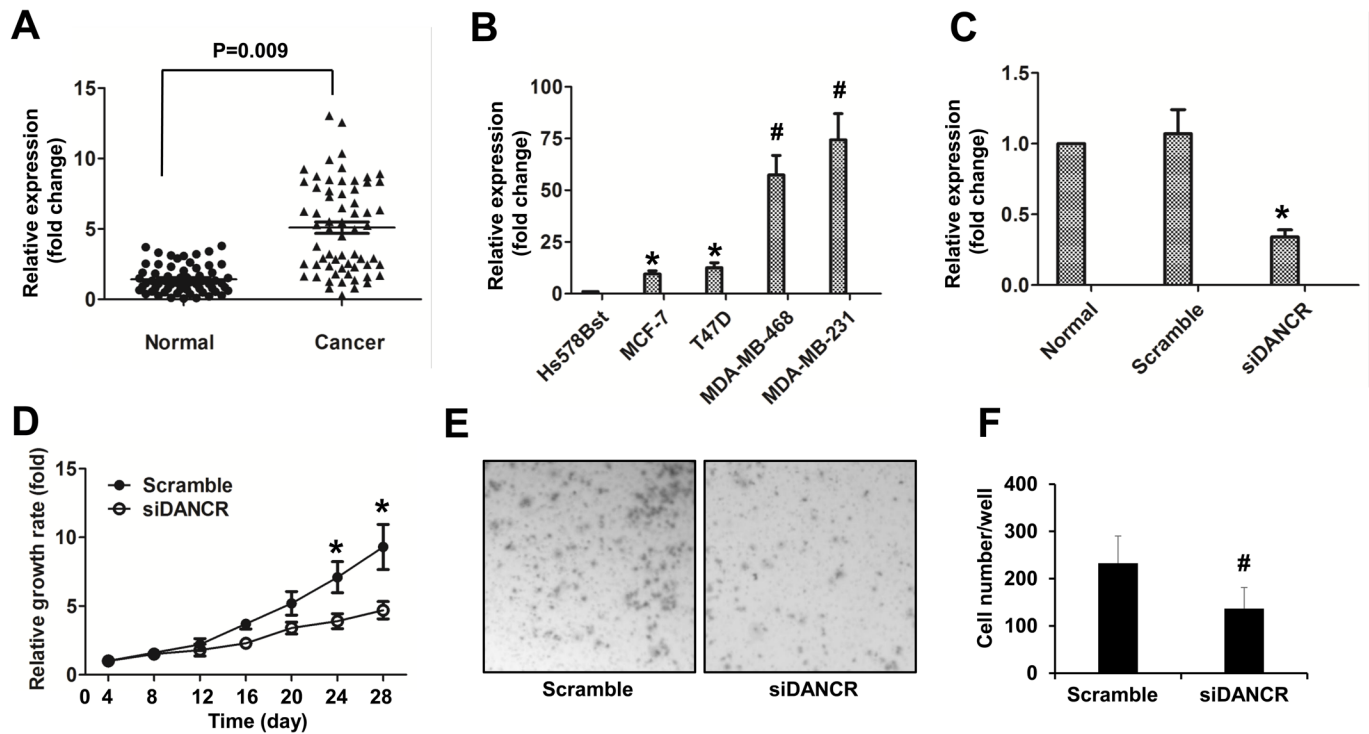 A
P=0.009
Relative expression
(fold change)
15
10
5
0
Normal
Cancer
B
Relative expression
(fold change)
100
75
50
25
0
*
*
#
#
Hs578Bst
MCF-7
T47D
MDA-MB-468
MDA-MB-231
C
Relative expression
(fold change)
1.5
1.0
0.5
0.0
*
Normal
Scramble
siDANCR
D
Relative growth rate (fold)
15
10
5
0
Scramble
siDANCR
*
*
0 4 8 12 16 20 24 28
Time (day)
E
Scramble
siDANCR
F
Cell number/well
400
300
200
100
0
#
Scramble
siDANCR